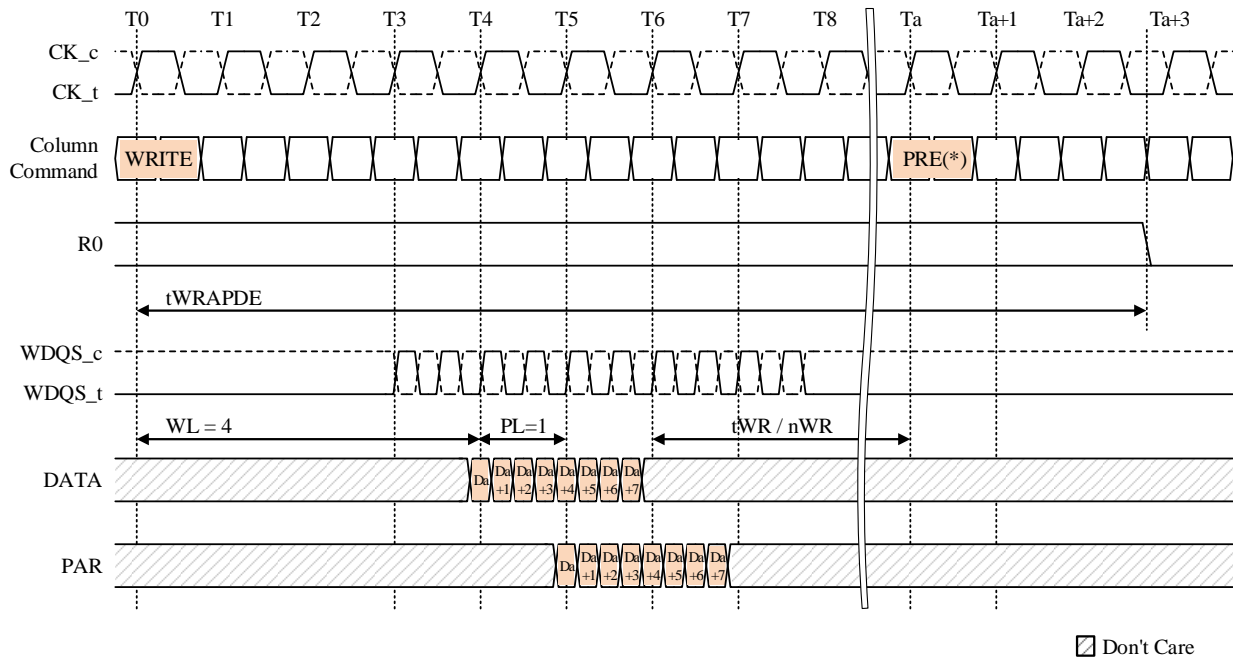 T0 T1 T2 T3 T4 T5 T6 T7 T8 Ta Ta+1 Ta+2 Ta+3
CK_c
CK_t
Column
Command
WRITE PRE(*)
R0
tWRAPDE
WDQS_c
WDQS_t
WL = 4 PL=1 tWR / nWR
DATA
Da Da+1 Da+2 Da+3 Da+4 Da+5 Da+6 Da+7
PAR
Da Da+1 Da+2 Da+3 Da+4 Da+5 Da+6 Da+7
Don't Care